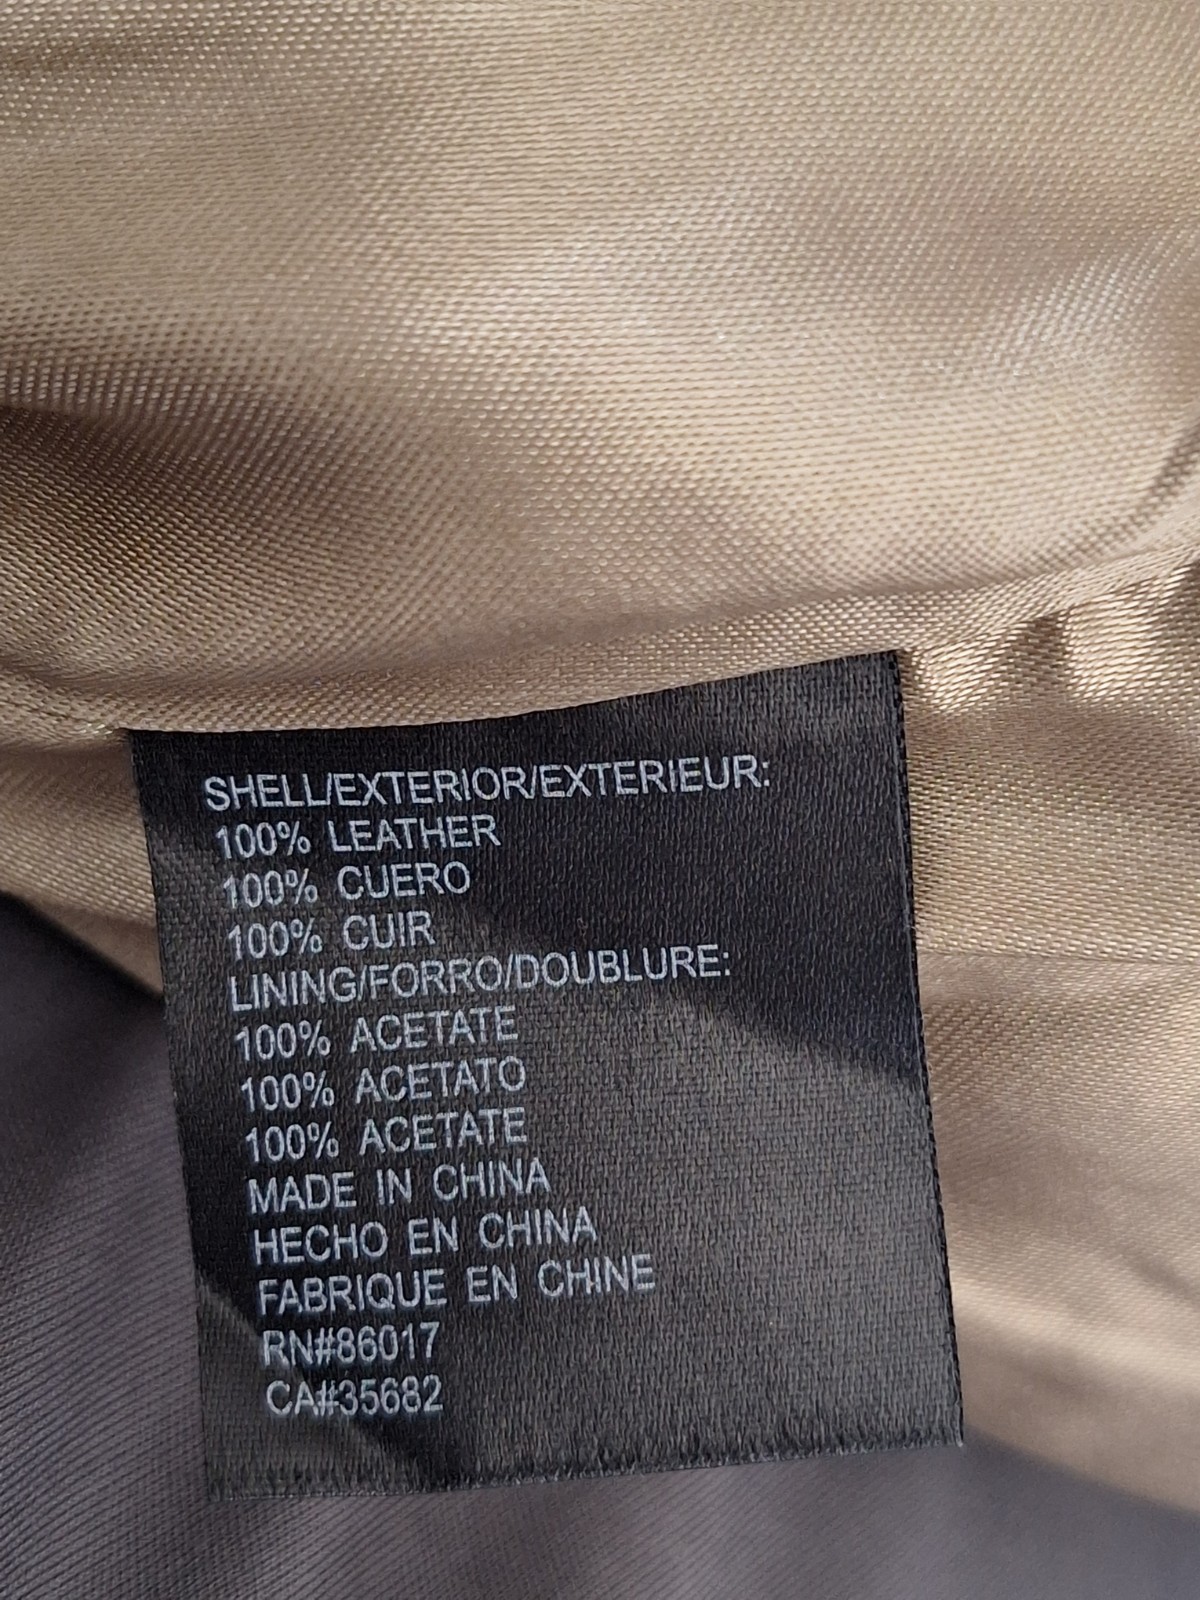 SHELL/EXTERIOR/EXTERIEUR:
100% LEATHER
100% CUERO
100% CUIR
LINING/FORRO/DOUBLURE:
100% ACETATE
100% ACETATO
100% ACETATE
MADE IN CHINA
HECHO EN CHINA
FABRIQUE EN CHINE
RN#86017
CA#35682